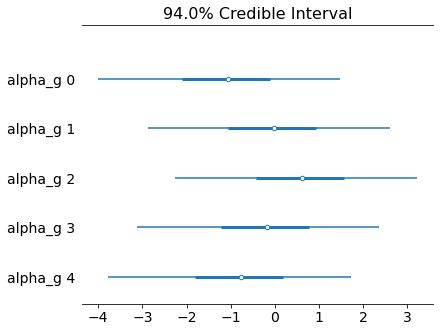 94.0% Credible Interval
alpha_g 0
alpha_g 1
alpha_g 2
alpha_g 3
alpha_g 4
−4 −3 −2 −1 0 1 2 3